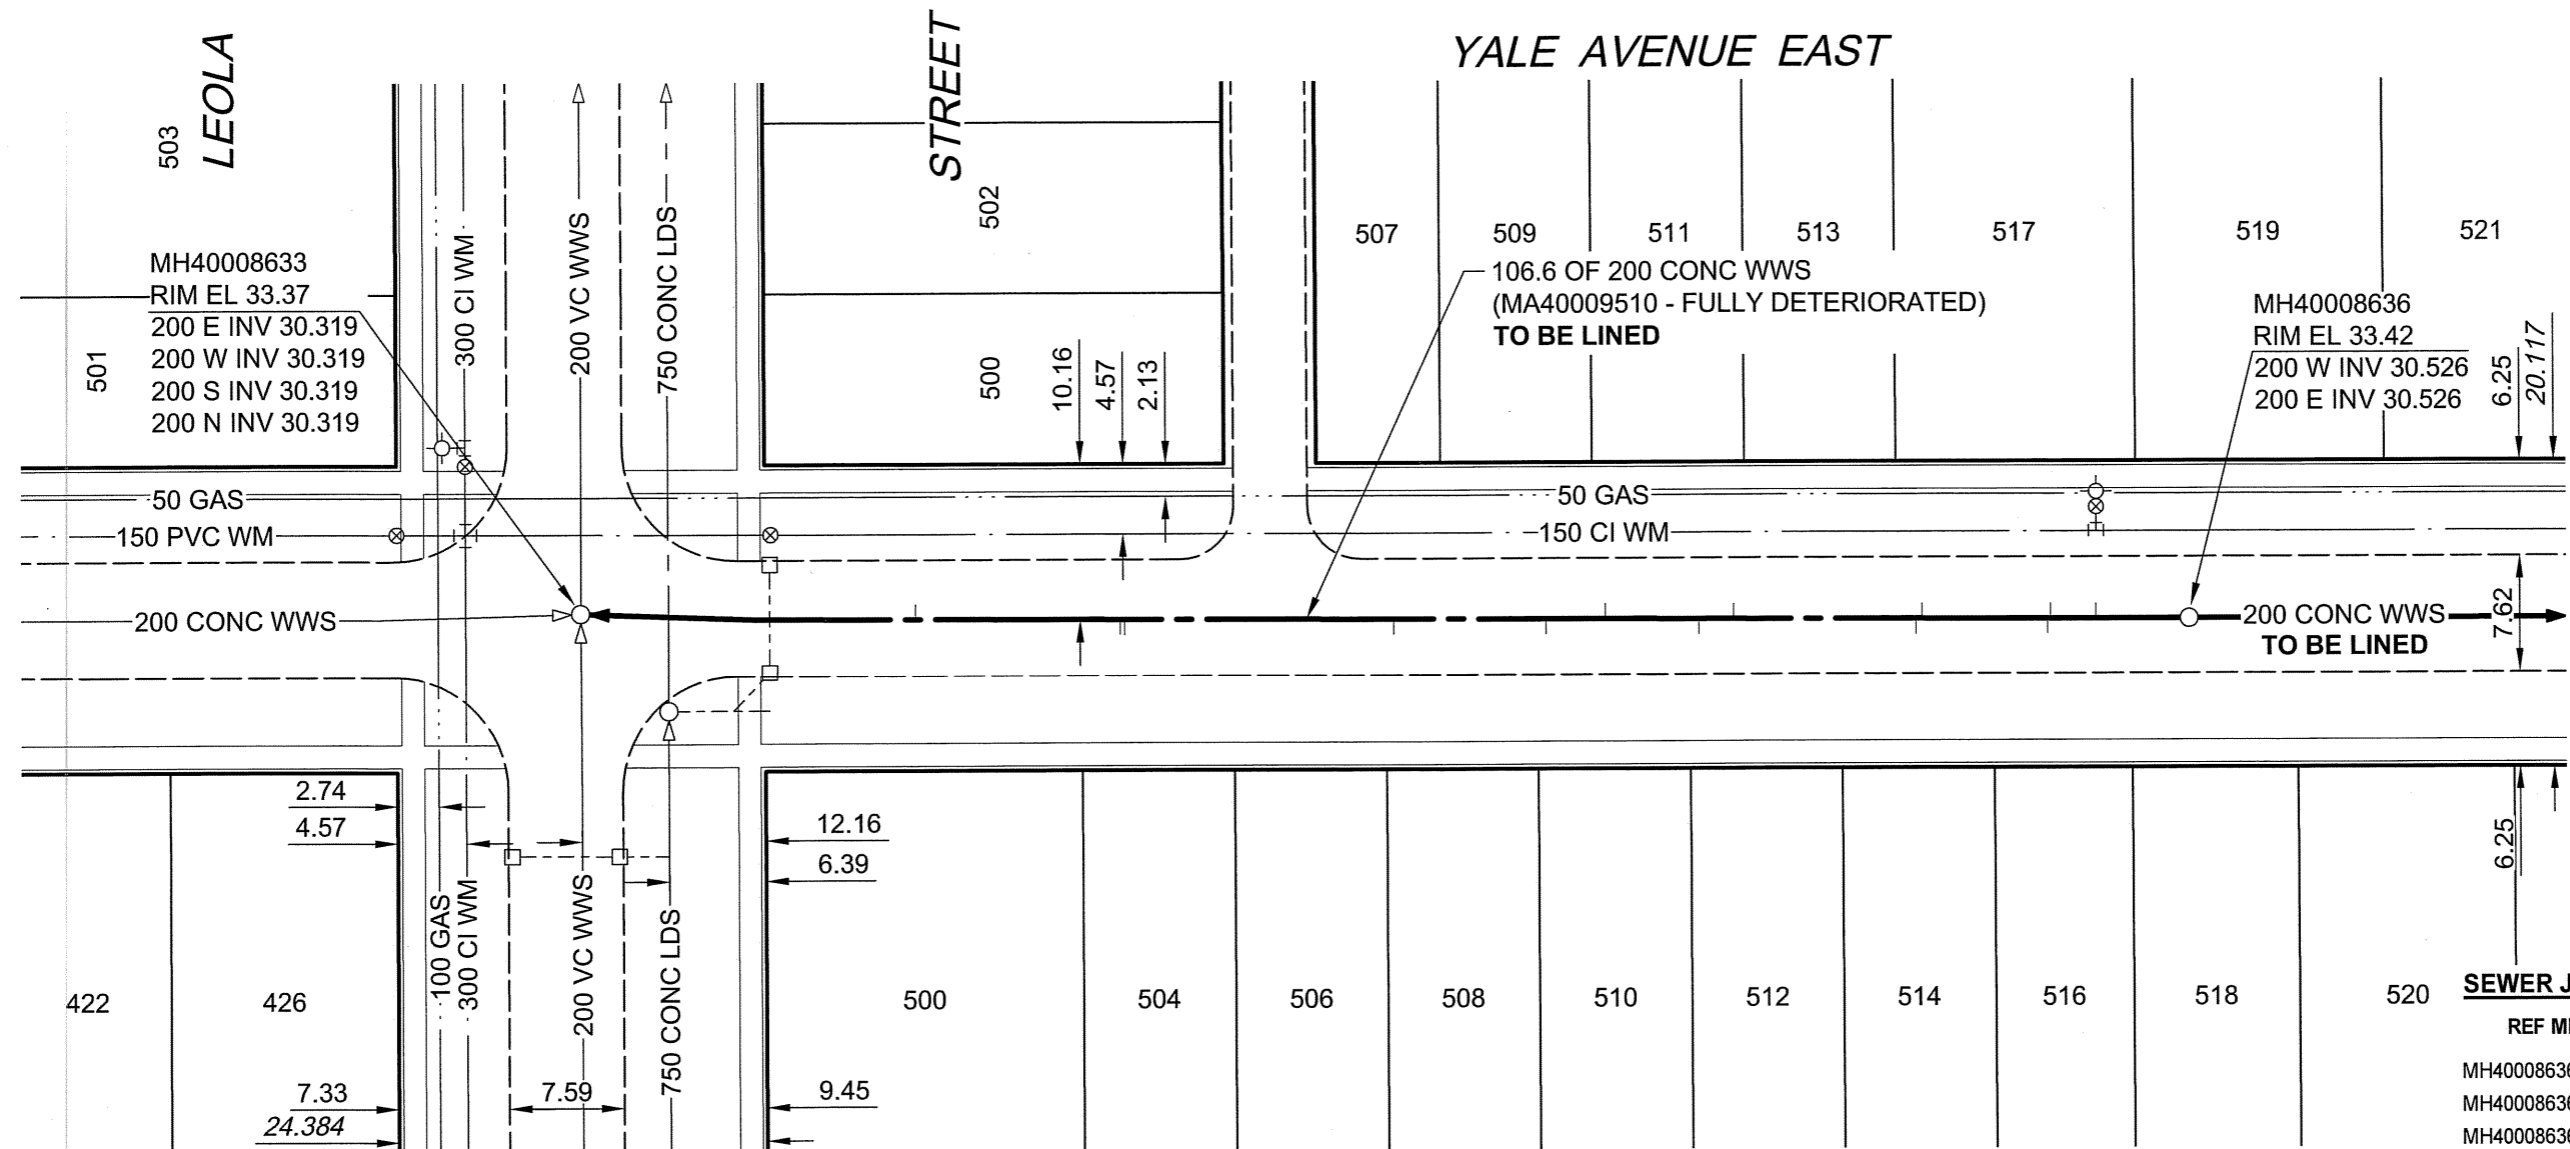 LEOLA
STREET
YALE AVENUE EAST
503
501
502
500
507
509
511
513
517
519
521
MH40008633
RIM EL 33.37
200 E INV 30.319
200 W INV 30.319
200 S INV 30.319
200 N INV 30.319
300 CI WM
200 VC WWS
750 CONC LDS
10.16
4.57
2.13
106.6 OF 200 CONC WWS
(MA40009510 - FULLY DETERIORATED)
TO BE LINED
MH40008636
RIM EL 33.42
200 W INV 30.526
200 E INV 30.526
6.25
20.117
50 GAS
50 GAS
150 PVC WM
150 CI WM
200 CONC WWS
200 CONC WWS
TO BE LINED
7.62
2.74
4.57
12.16
6.39
6.25
100 GAS
300 CI WM
200 VC WWS
750 CONC LDS
422
426
500
504
506
508
510
512
514
516
518
520
SEWER J
REF M
MH40008636
MH40008636
MH40008636
7.33
24.384
7.59
9.45